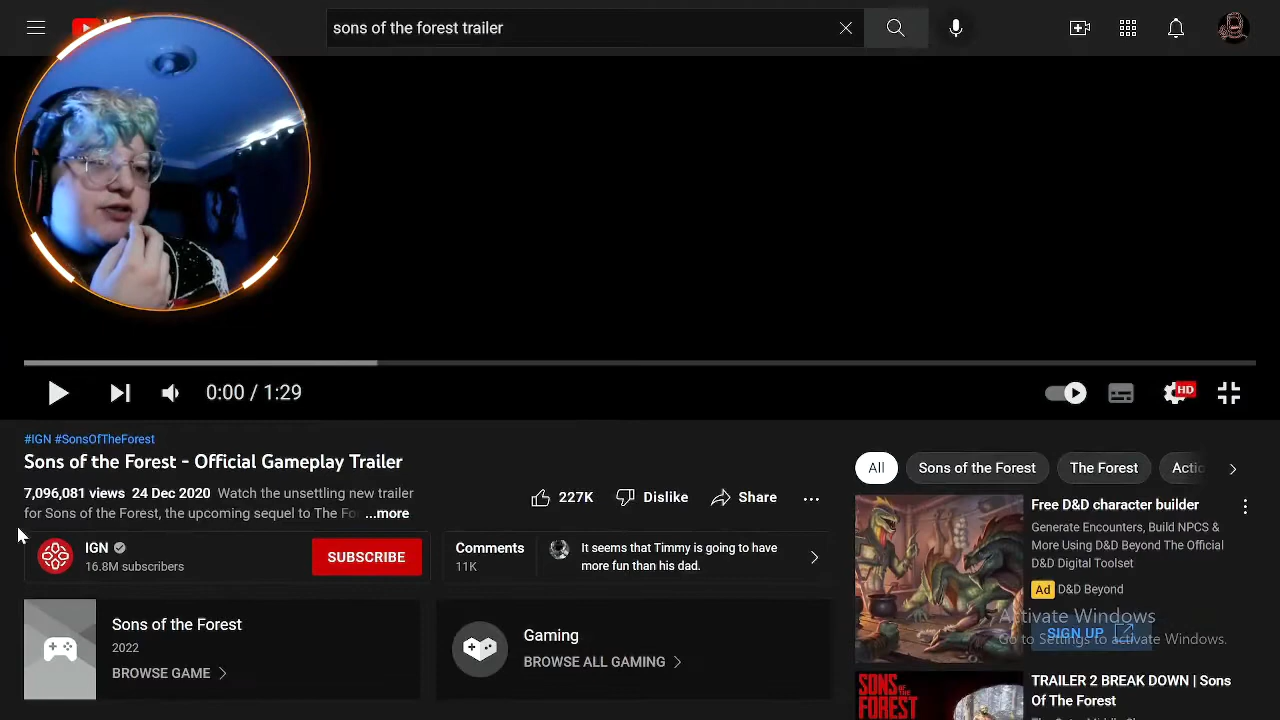 sons of the forest trailer
0:00 / 1:29
HD
#IGN #SonsOfTheForest
Sons of the Forest - Official Gameplay Trailer
7,096,081 views 24 Dec 2020 Watch the unsettling new trailer
for Sons of the Forest, the upcoming sequel to The Fo ...more
227K
Dislike
Share
IGN
16.8M subscribers
SUBSCRIBE
Comments
11K
It seems that Timmy is going to have
more fun than his dad.
Sons of the Forest
2022
BROWSE GAME
Gaming
BROWSE ALL GAMING
All
Sons of the Forest
The Forest
Actic
Free D&D character builder
Generate Encounters, Build NPCS &
More Using D&D Beyond The Official
D&D Digital Toolset
Ad D&D Beyond
SIGN UP
Activate Windows
Go to Settings to activate Windows.
SONS
OF THE
FOREST
TRAILER 2 BREAK DOWN | Sons
Of The Forest